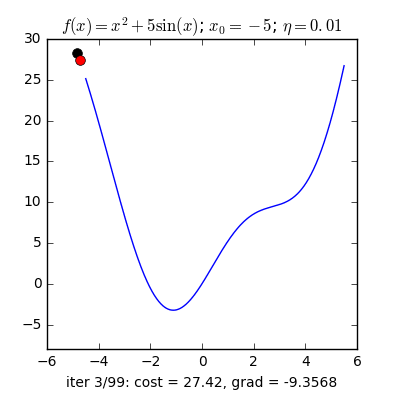 f(x) = x² + 5sin(x); x₀ = −5; η = 0.01
30
25
20
15
10
5
0
−5
−6 −4 −2 0 2 4 6
iter 3/99: cost = 27.42, grad = -9.3568